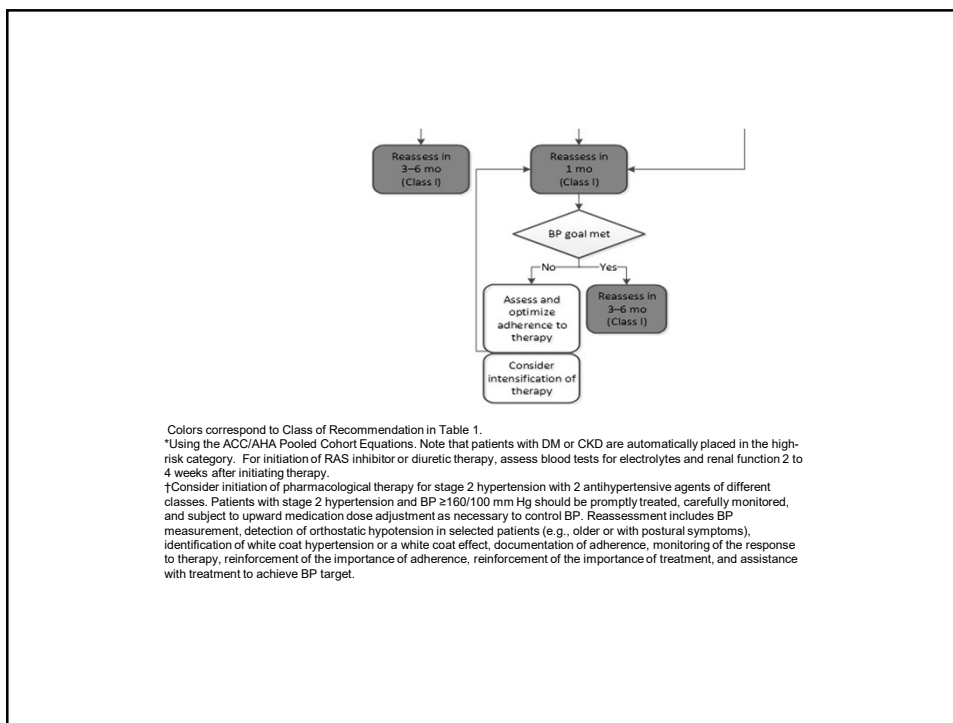 Reassess in
3–6 mo
(Class I)
Reassess in
1 mo
(Class I)
BP goal met
No
Yes
Assess and
optimize
adherence to
therapy
Reassess in
3–6 mo
(Class I)
Consider
intensification of
therapy
Colors correspond to Class of Recommendation in Table 1.
*Using the ACC/AHA Pooled Cohort Equations. Note that patients with DM or CKD are automatically placed in the high-
risk category. For initiation of RAS inhibitor or diuretic therapy, assess blood tests for electrolytes and renal function 2 to
4 weeks after initiating therapy.
†Consider initiation of pharmacological therapy for stage 2 hypertension with 2 antihypertensive agents of different
classes. Patients with stage 2 hypertension and BP ≥160/100 mm Hg should be promptly treated, carefully monitored,
and subject to upward medication dose adjustment as necessary to control BP. Reassessment includes BP
measurement, detection of orthostatic hypotension in selected patients (e.g., older or with postural symptoms),
identification of white coat hypertension or a white coat effect, documentation of adherence, monitoring of the response
to therapy, reinforcement of the importance of adherence, reinforcement of the importance of treatment, and assistance
with treatment to achieve BP target.